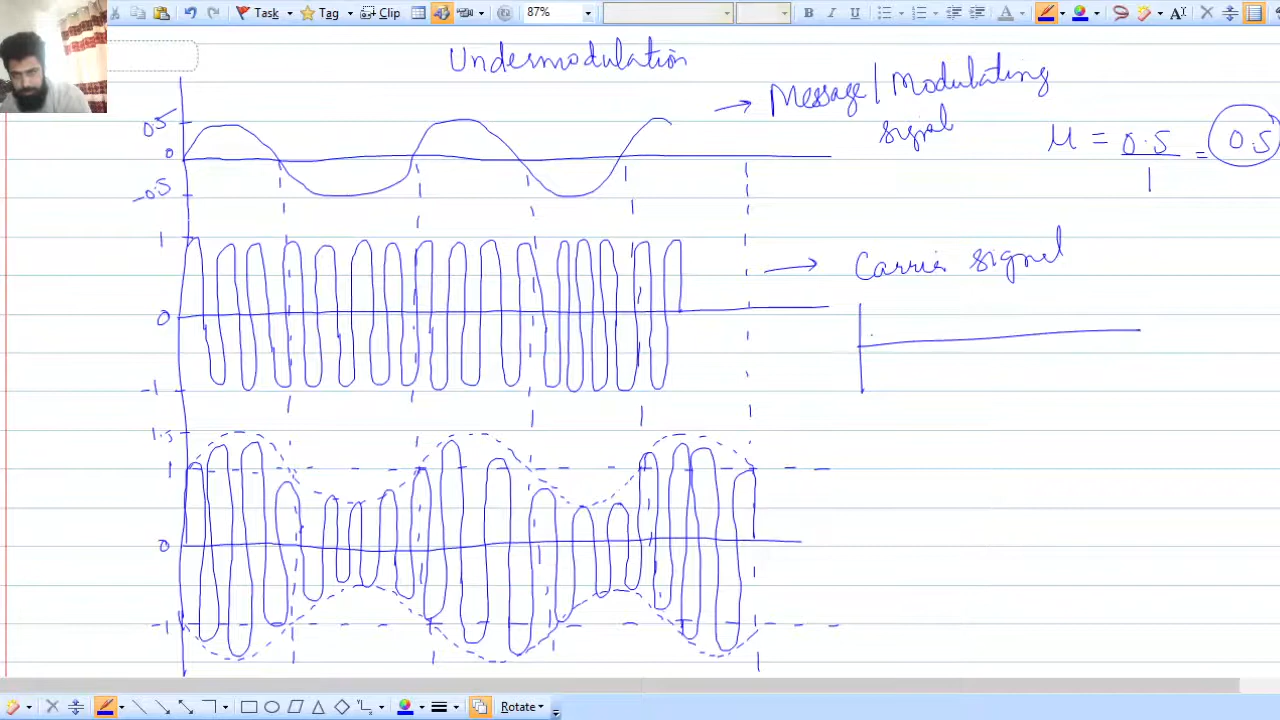 Task Tag Clip 87% B I U A A
Undermodulation
Message/Modulating
signal
0.5
0
-0.5
μ = 0.5 = 0.5
1
1
0
-1
Carrier signal
1.5
1
0
-1
Rotate